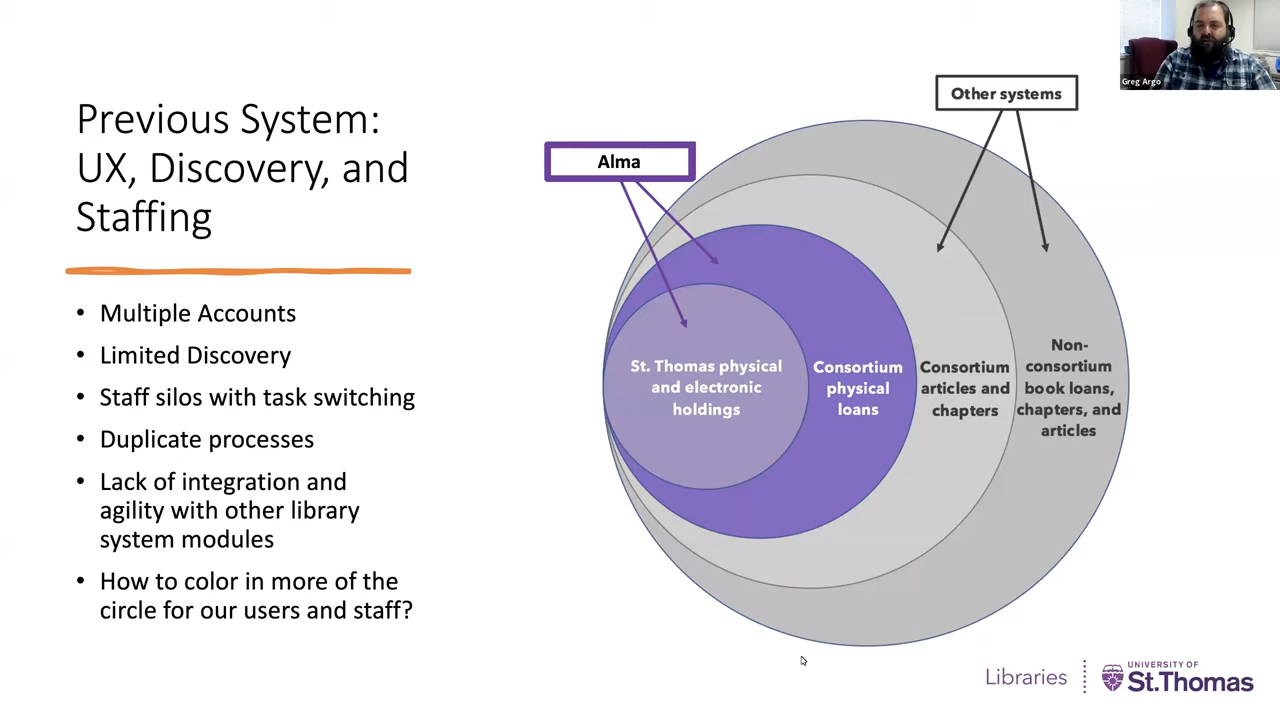 Greg Argo
Previous System:
UX, Discovery, and
Staffing
• Multiple Accounts
• Limited Discovery
• Staff silos with task switching
• Duplicate processes
• Lack of integration and
agility with other library
system modules
• How to color in more of the
circle for our users and staff?
Other systems
Alma
St. Thomas physical
and electronic
holdings
Consortium
physical
loans
Consortium
articles and
chapters
Non-
consortium
book loans,
chapters, and
articles
Libraries
UNIVERSITY OF
St.Thomas